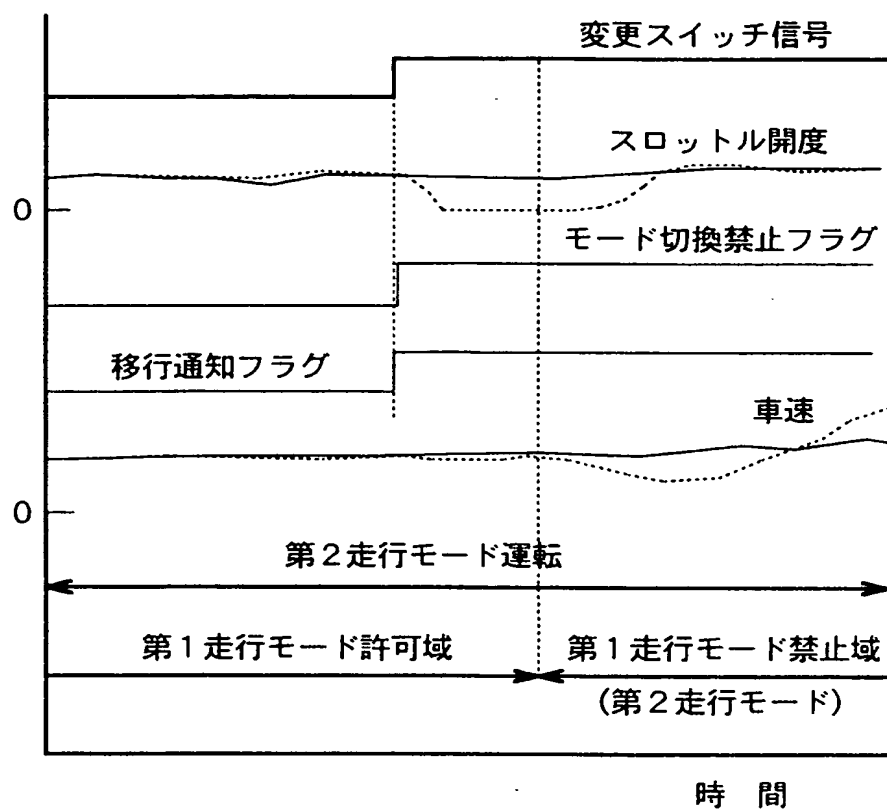 変更スイッチ信号
スロットル開度
0
モード切換禁止フラグ
移行通知フラグ
車速
0
第2走行モード運転
第1走行モード許可域
第1走行モード禁止域
(第2走行モード)
時 間